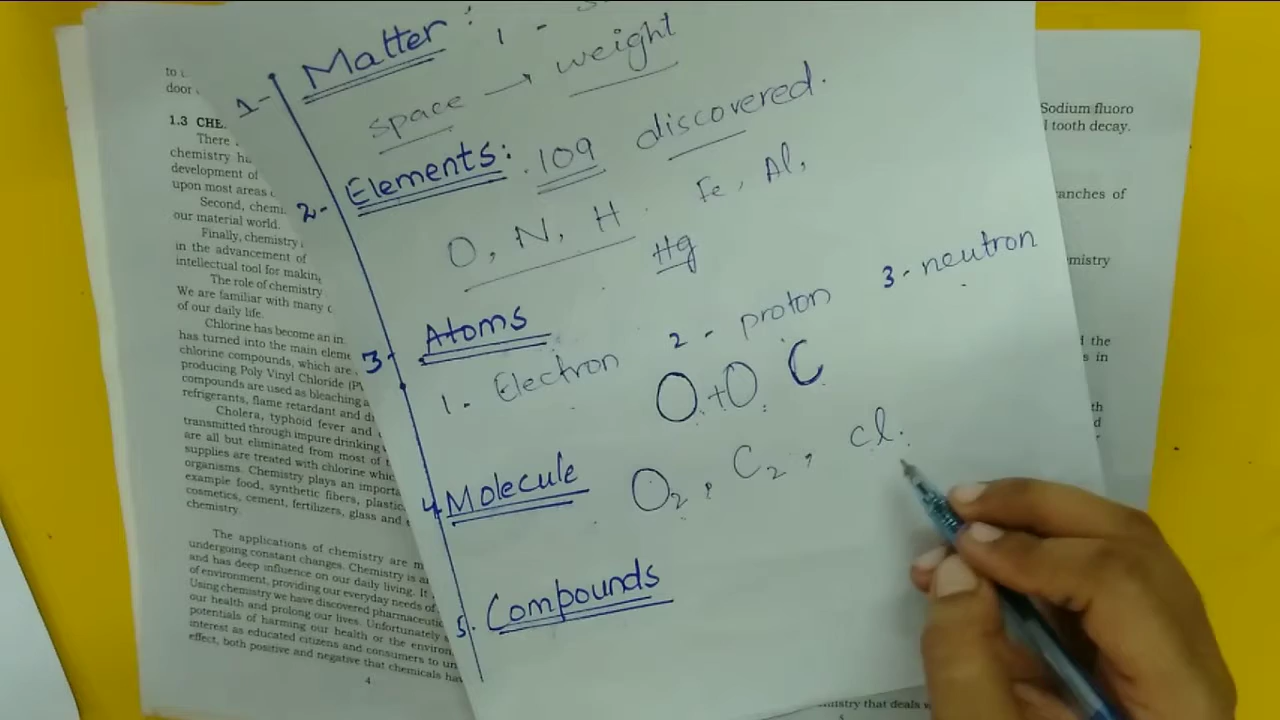 1- Matter : 1 -
space → weight
2- Elements: . 109 discovered.
O, N, H . Fe, Al,
Hg
3- Atoms
1 - Electron 2 - proton 3 - neutron
O + O C
4 Molecule O2, C2, Cl.
5. Compounds
door
1.3 CHE
There
chemistry ha
development of
upon most areas
Second, chemi
our material world.
Finally, chemistry
in the advancement of
intellectual tool for making
The role of chemistry
We are familiar with many
of our daily life.
Chlorine has become an in
has turned into the main eleme
chlorine compounds, which are
producing Poly Vinyl Chloride (PV
compounds are used as bleaching a
refrigerants, flame retardant and d
Cholera, typhoid fever and
transmitted through impure drinking
are all but eliminated from most of
supplies are treated with chlorine whic
organisms. Chemistry plays an importa
example food, synthetic fibers, plastic
cosmetics, cement, fertilizers, glass and
chemistry.
The applications of chemistry are m
undergoing constant changes. Chemistry is a
and has deep influence on our daily living. It
of environment, providing our everyday needs of
Using chemistry we have discovered pharmaceutic
our health and prolong our lives. Unfortunately
potentials of harming our health or the environ
interest as educated citizens and consumers to un
effect, both positive and negative that chemicals hav
4
Sodium fluoro
tooth decay.
anches of
mistry
the
s in
mistry that deals w